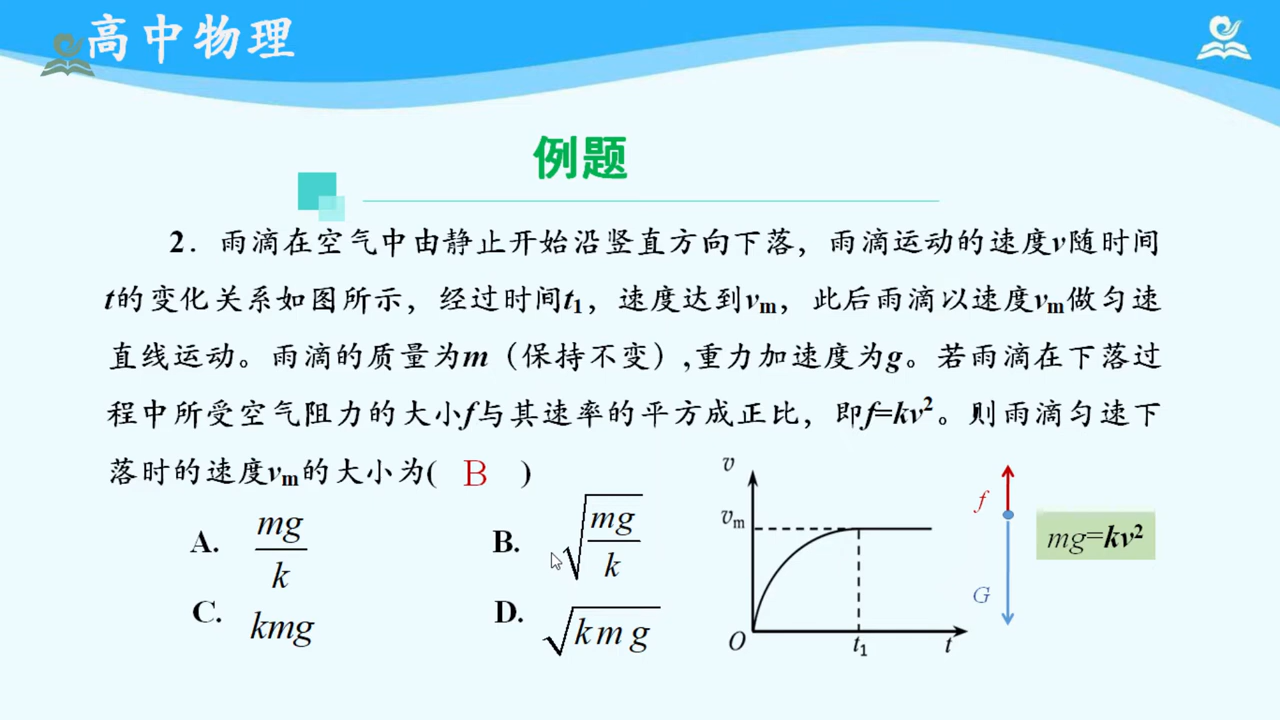 高中物理
例题
2．雨滴在空气中由静止开始沿竖直方向下落，雨滴运动的速度v随时间
t的变化关系如图所示，经过时间t₁，速度达到vₘ，此后雨滴以速度vₘ做匀速
直线运动。雨滴的质量为m（保持不变）,重力加速度为g。若雨滴在下落过
程中所受空气阻力的大小f与其速率的平方成正比，即f=kv²。则雨滴匀速下
落时的速度vₘ的大小为( B )
A. mg/k
B. √(mg/k)
C. kmg
D. √(kmg)
v
vₘ
O
t₁
t
f
G
mg=kv²